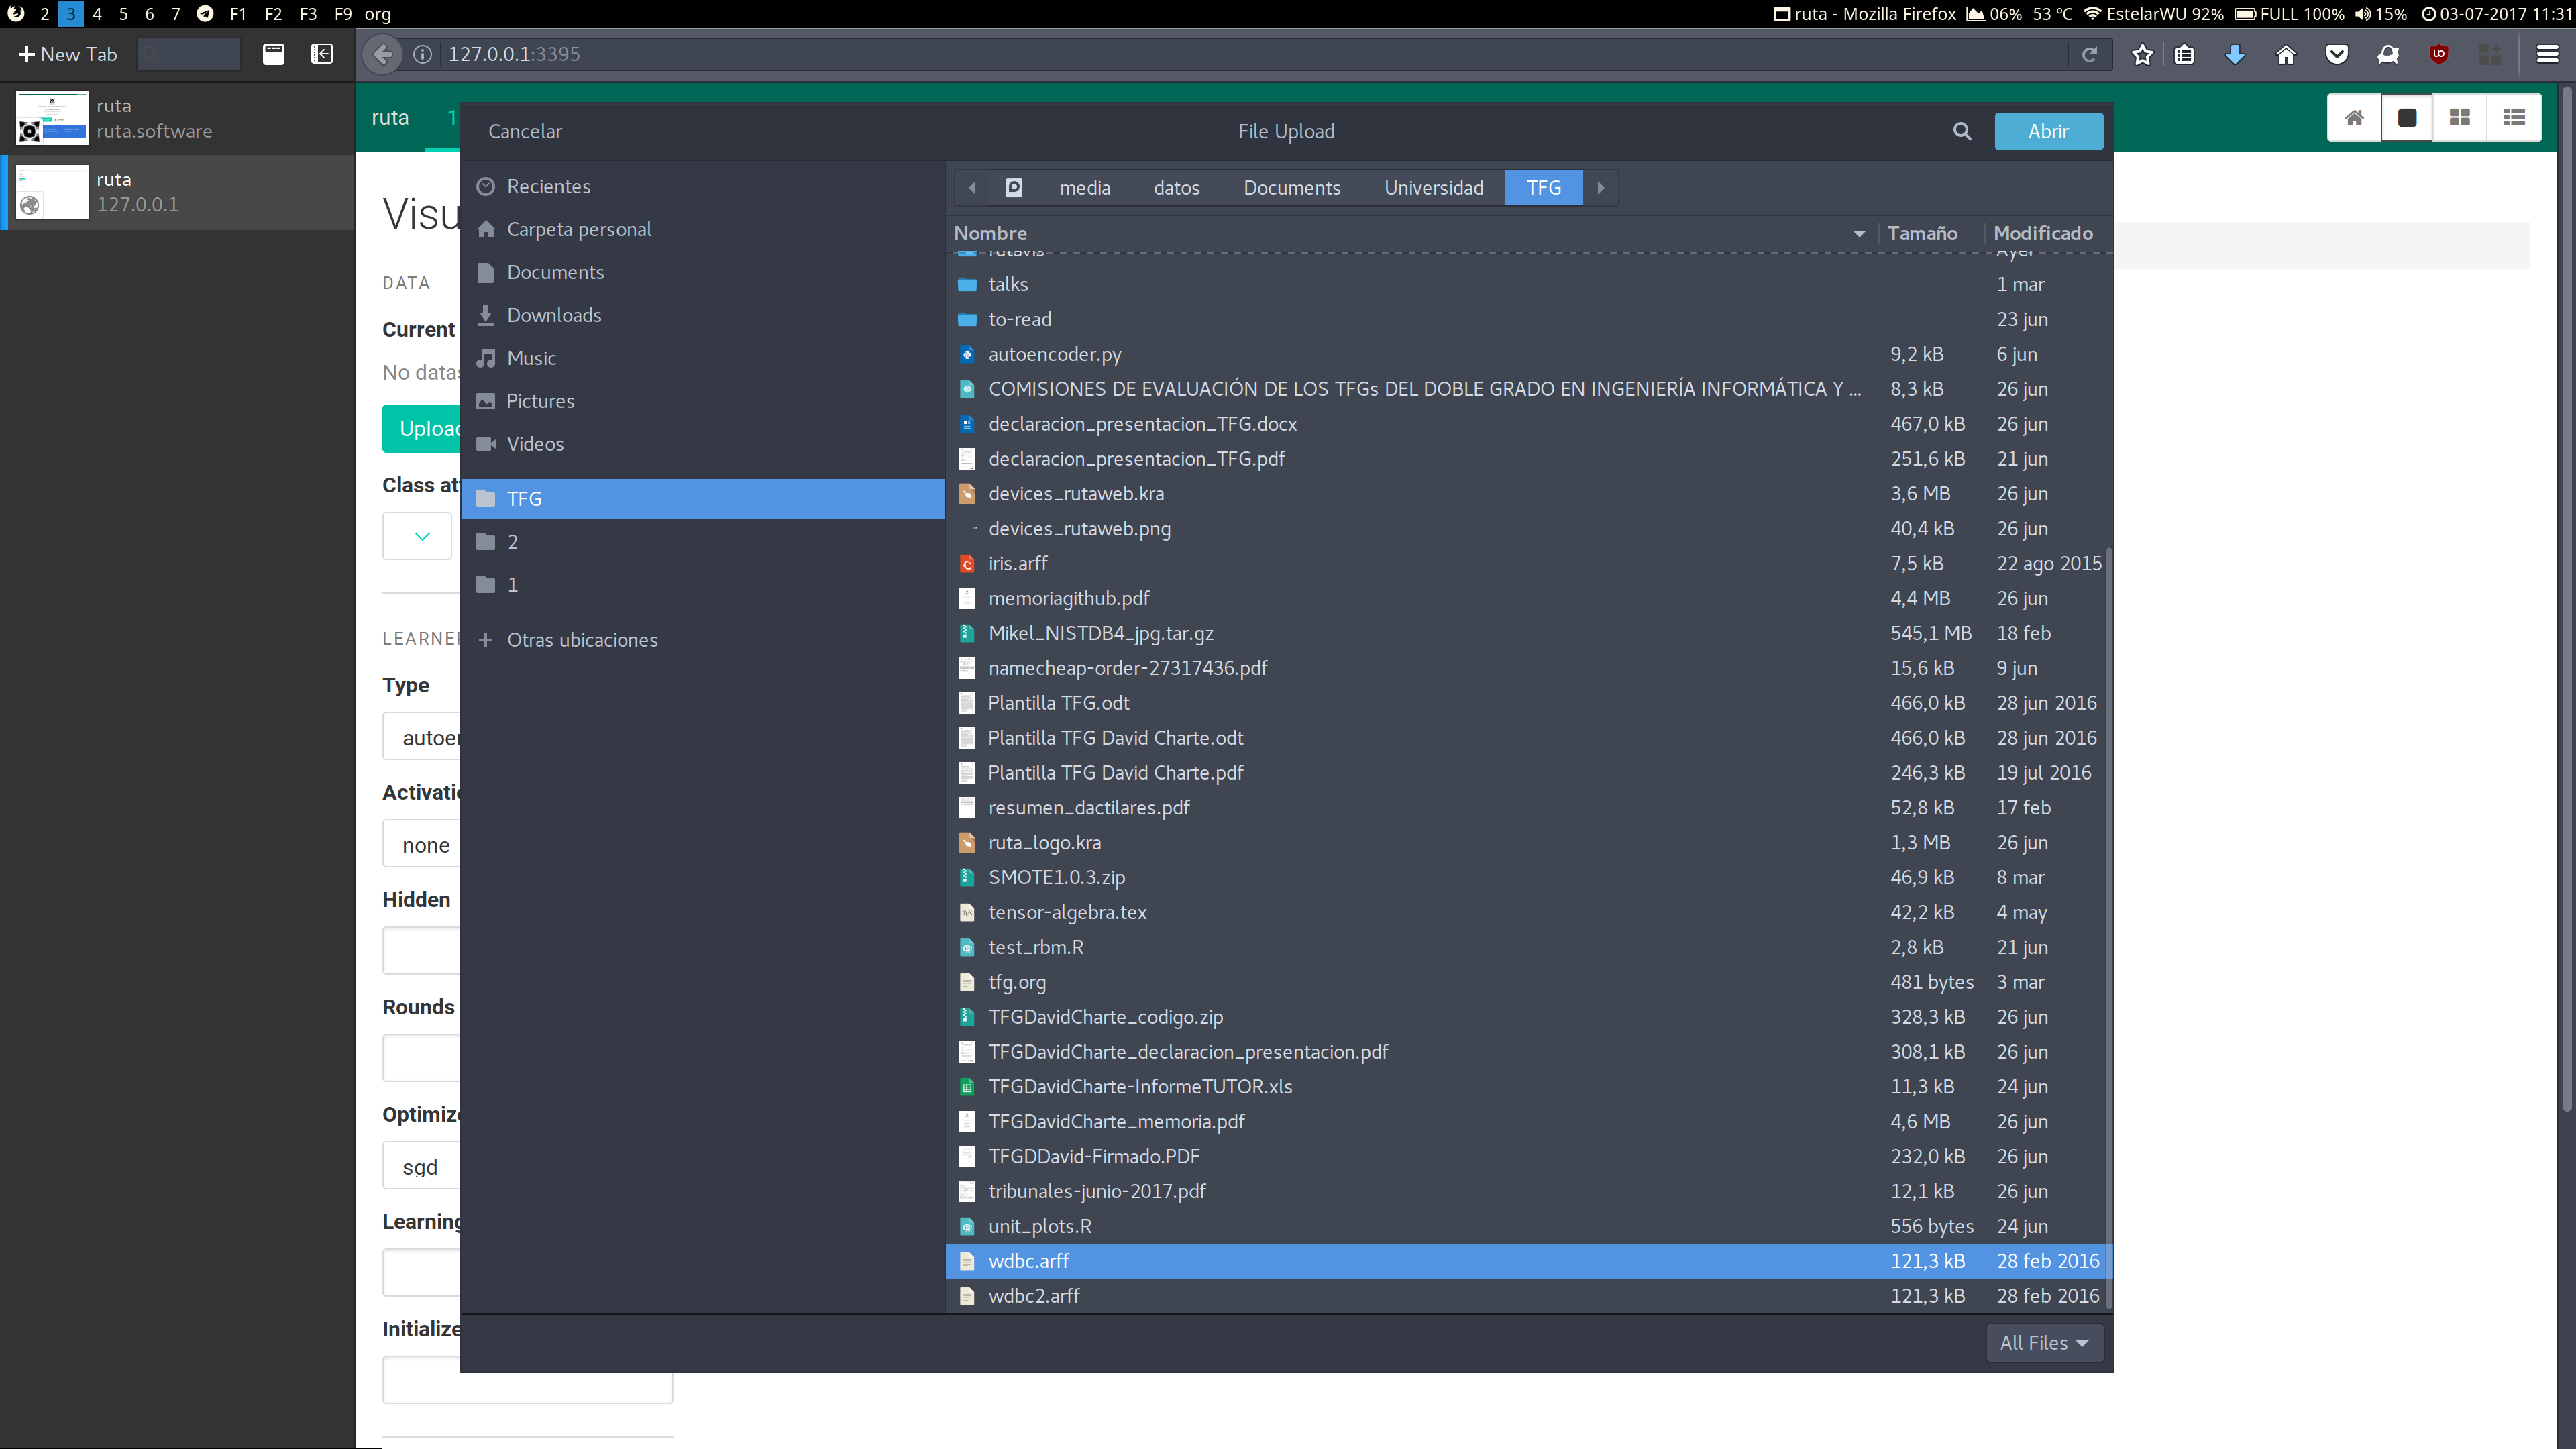 2 3 4 5 6 7 F1 F2 F3 F9 org
ruta - Mozilla Firefox 06% 53 ºC EstelarWU 92% FULL 100% 15% 03-07-2017 11:31
New Tab
127.0.0.1:3395
ruta
ruta.software
ruta
127.0.0.1
ruta 1
Visu
DATA
Current
No datas
Upload
Class at
LEARNER
Type
autoen
Activatio
none
Hidden
Rounds
Optimize
sgd
Learning
Initialize
Cancelar File Upload Abrir
Recientes
Carpeta personal
Documents
Downloads
Music
Pictures
Videos
TFG
2
1
Otras ubicaciones
media datos Documents Universidad TFG
Nombre Tamaño Modificado
rutavis Ayer
talks 1 mar
to-read 23 jun
autoencoder.py 9,2 kB 6 jun
COMISIONES DE EVALUACIÓN DE LOS TFGs DEL DOBLE GRADO EN INGENIERÍA INFORMÁTICA Y ... 8,3 kB 26 jun
declaracion_presentacion_TFG.docx 467,0 kB 26 jun
declaracion_presentacion_TFG.pdf 251,6 kB 21 jun
devices_rutaweb.kra 3,6 MB 26 jun
devices_rutaweb.png 40,4 kB 26 jun
iris.arff 7,5 kB 22 ago 2015
memoriagithub.pdf 4,4 MB 26 jun
Mikel_NISTDB4_jpg.tar.gz 545,1 MB 18 feb
namecheap-order-27317436.pdf 15,6 kB 9 jun
Plantilla TFG.odt 466,0 kB 28 jun 2016
Plantilla TFG David Charte.odt 466,0 kB 28 jun 2016
Plantilla TFG David Charte.pdf 246,3 kB 19 jul 2016
resumen_dactilares.pdf 52,8 kB 17 feb
ruta_logo.kra 1,3 MB 26 jun
SMOTE1.0.3.zip 46,9 kB 8 mar
tensor-algebra.tex 42,2 kB 4 may
test_rbm.R 2,8 kB 21 jun
tfg.org 481 bytes 3 mar
TFGDavidCharte_codigo.zip 328,3 kB 26 jun
TFGDavidCharte_declaracion_presentacion.pdf 308,1 kB 26 jun
TFGDavidCharte-InformeTUTOR.xls 11,3 kB 24 jun
TFGDavidCharte_memoria.pdf 4,6 MB 26 jun
TFGDDavid-Firmado.PDF 232,0 kB 26 jun
tribunales-junio-2017.pdf 12,1 kB 26 jun
unit_plots.R 556 bytes 24 jun
wdbc.arff 121,3 kB 28 feb 2016
wdbc2.arff 121,3 kB 28 feb 2016
All Files